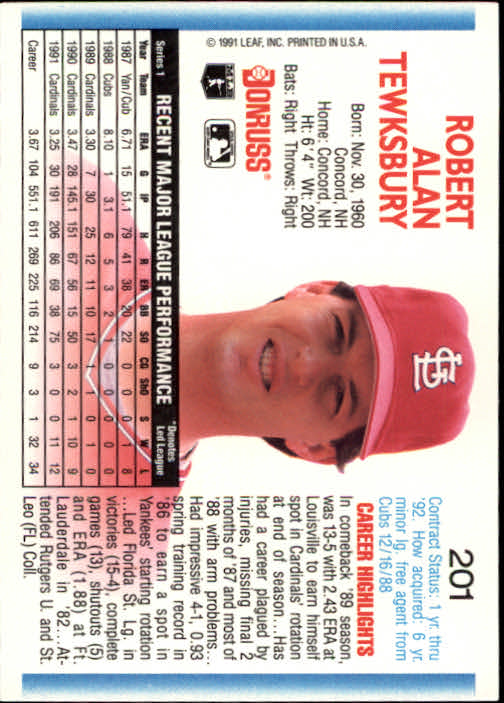 201
ROBERT
ALAN
TEWKSBURY
Born: Nov. 30, 1960
Concord, NH
Home: Concord, NH
Ht: 6' 4" Wt: 200
Bats: Right Throws: Right
DONRUSS®
MLB
© 1991 LEAF, INC. PRINTED IN U.S.A.
Contract Status: 1 yr. thru
'92. How acquired: 6 yr.
minor lg. free agent from
Cubs 12/16/88
CAREER HIGHLIGHTS
In comeback '89 season,
was 13-5 with 2.43 ERA at
Louisville to earn himself
spot in Cardinals' rotation
at end of season...Has
had a career plagued by
injuries, missing final 2
months of '87 and most of
'88 with arm problems...
Had impressive 4-1, 0.93
spring training record in
'86 to earn a spot in
Yankees' starting rotation
...Led Florida St. Lg. in
victories (15-4), complete
games (13), shutouts (5)
and ERA (1.88) at Ft.
Lauderdale in '82...At-
tended Rutgers U. and St.
Leo (FL) Coll.
Series 1 RECENT MAJOR LEAGUE PERFORMANCE *Denotes
Led League
Year Team ERA G IP H R ER BB SO CG ShO S W L
1987 Yan/Cub 6.71 15 51.1 79 41 38 20 22 0 0 0 1 8
1988 Cubs 8.10 1 3.1 6 5 3 2 1 0 0 0 0 0
1989 Cardinals 3.30 7 30 25 12 11 10 17 1 1 0 1 0
1990 Cardinals 3.47 28 145.1 151 67 56 15 50 3 2 1 10 9
1991 Cardinals 3.25 30 191 206 86 69 38 75 3 0 0 11 12
Career 3.67 104 551.1 611 269 225 116 214 9 3 1 32 34